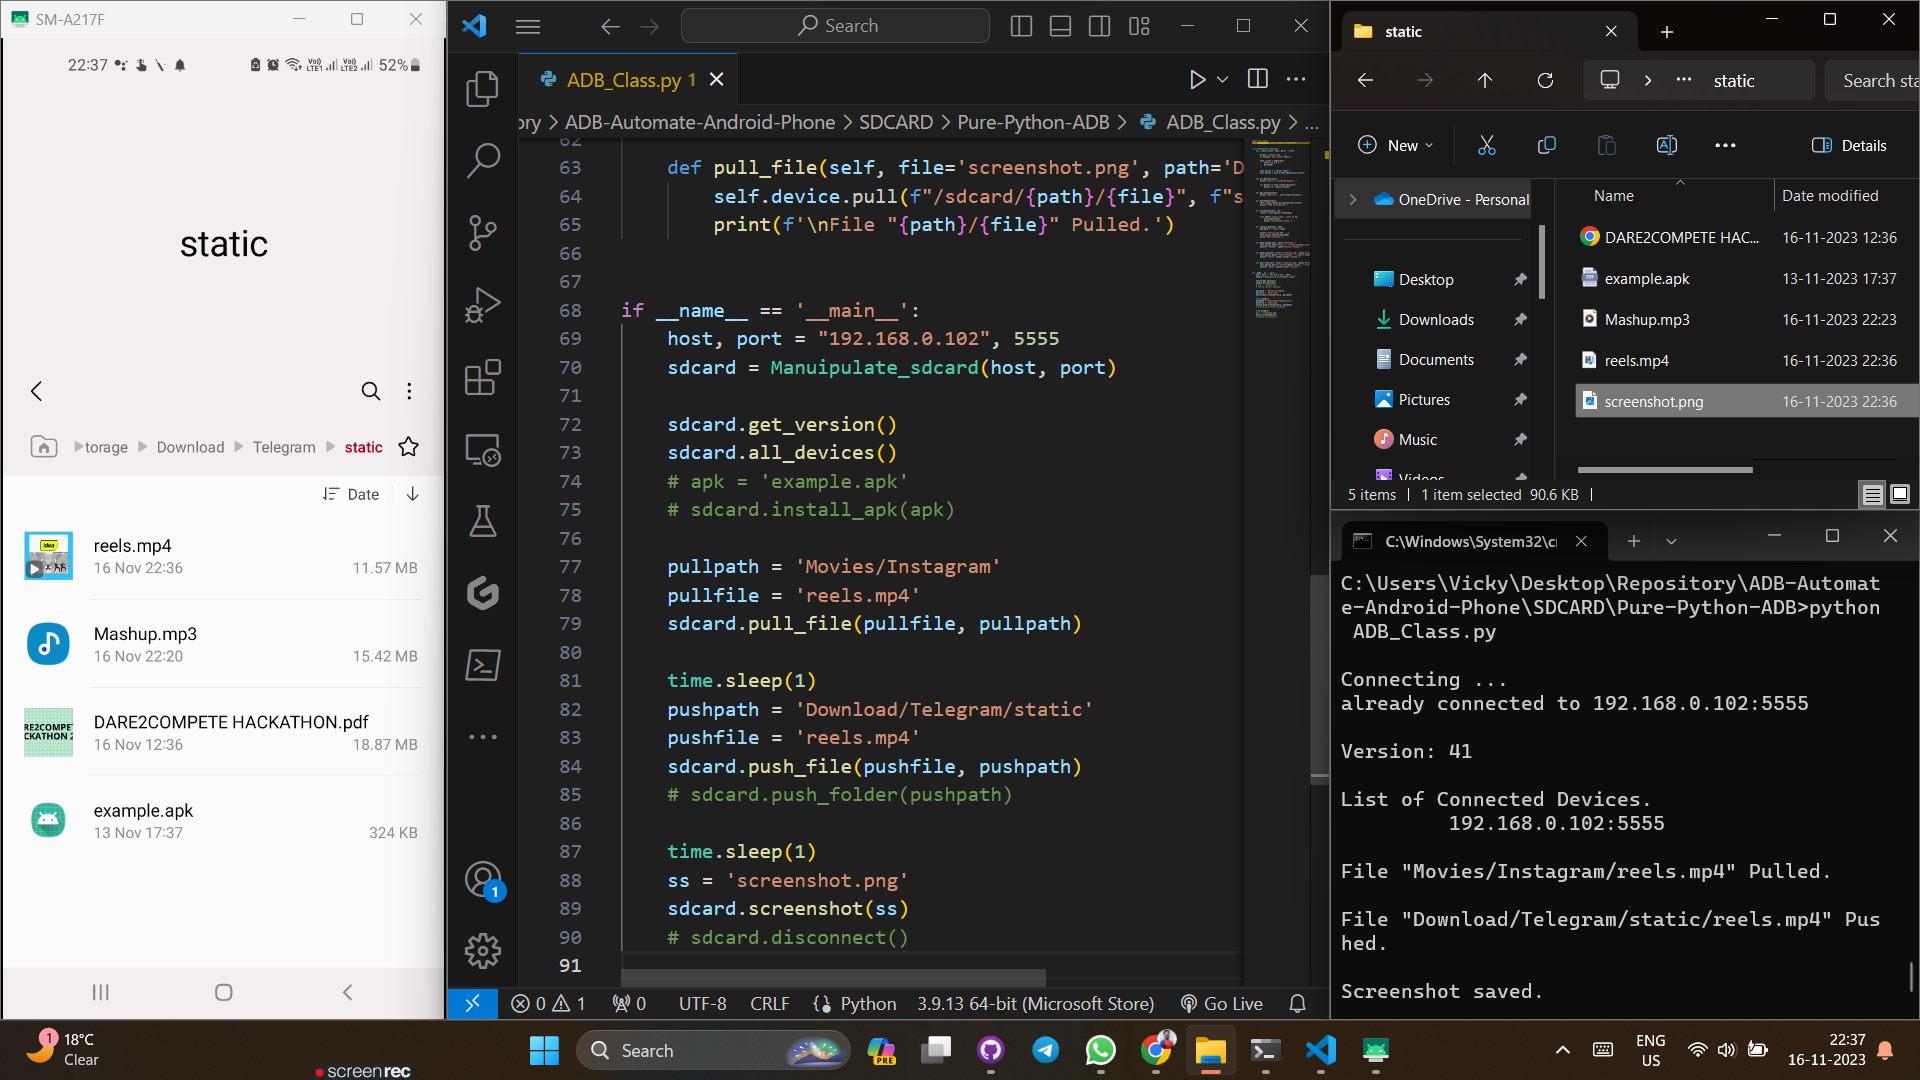 SM-A217F
22:37
VoLTE1
VoLTE2
52%
static
torage
Download
Telegram
static
Date
reels.mp4
16 Nov 22:36
11.57 MB
Mashup.mp3
16 Nov 22:20
15.42 MB
DARE2COMPETE HACKATHON.pdf
16 Nov 12:36
18.87 MB
example.apk
13 Nov 17:37
324 KB
Search
ADB_Class.py 1
ory > ADB-Automate-Android-Phone > SDCARD > Pure-Python-ADB > ADB_Class.py > ...
62
63 def pull_file(self, file='screenshot.png', path='D
64 self.device.pull(f"/sdcard/{path}/{file}", f"s
65 print(f'\nFile "{path}/{file}" Pulled.')
66
67
68 if __name__ == '__main__':
69 host, port = "192.168.0.102", 5555
70 sdcard = Manuipulate_sdcard(host, port)
71
72 sdcard.get_version()
73 sdcard.all_devices()
74 # apk = 'example.apk'
75 # sdcard.install_apk(apk)
76
77 pullpath = 'Movies/Instagram'
78 pullfile = 'reels.mp4'
79 sdcard.pull_file(pullfile, pullpath)
80
81 time.sleep(1)
82 pushpath = 'Download/Telegram/static'
83 pushfile = 'reels.mp4'
84 sdcard.push_file(pushfile, pushpath)
85 # sdcard.push_folder(pushpath)
86
87 time.sleep(1)
88 ss = 'screenshot.png'
89 sdcard.screenshot(ss)
90 # sdcard.disconnect()
91
1
0 1 0 UTF-8 CRLF {} Python 3.9.13 64-bit (Microsoft Store) Go Live
static
static
Search sta
New
Details
Name
Date modified
OneDrive - Personal
Desktop
Downloads
Documents
Pictures
Music
Videos
DARE2COMPETE HAC... 16-11-2023 12:36
example.apk 13-11-2023 17:37
Mashup.mp3 16-11-2023 22:23
reels.mp4 16-11-2023 22:36
screenshot.png 16-11-2023 22:36
5 items | 1 item selected 90.6 KB |
C:\Windows\System32\c
C:\Users\Vicky\Desktop\Repository\ADB-Automat
e-Android-Phone\SDCARD\Pure-Python-ADB>python
ADB_Class.py
Connecting ...
already connected to 192.168.0.102:5555
Version: 41
List of Connected Devices.
192.168.0.102:5555
File "Movies/Instagram/reels.mp4" Pulled.
File "Download/Telegram/static/reels.mp4" Pus
hed.
Screenshot saved.
1
18°C
Clear
screenrec
Search
PRE
ENG
US
22:37
16-11-2023